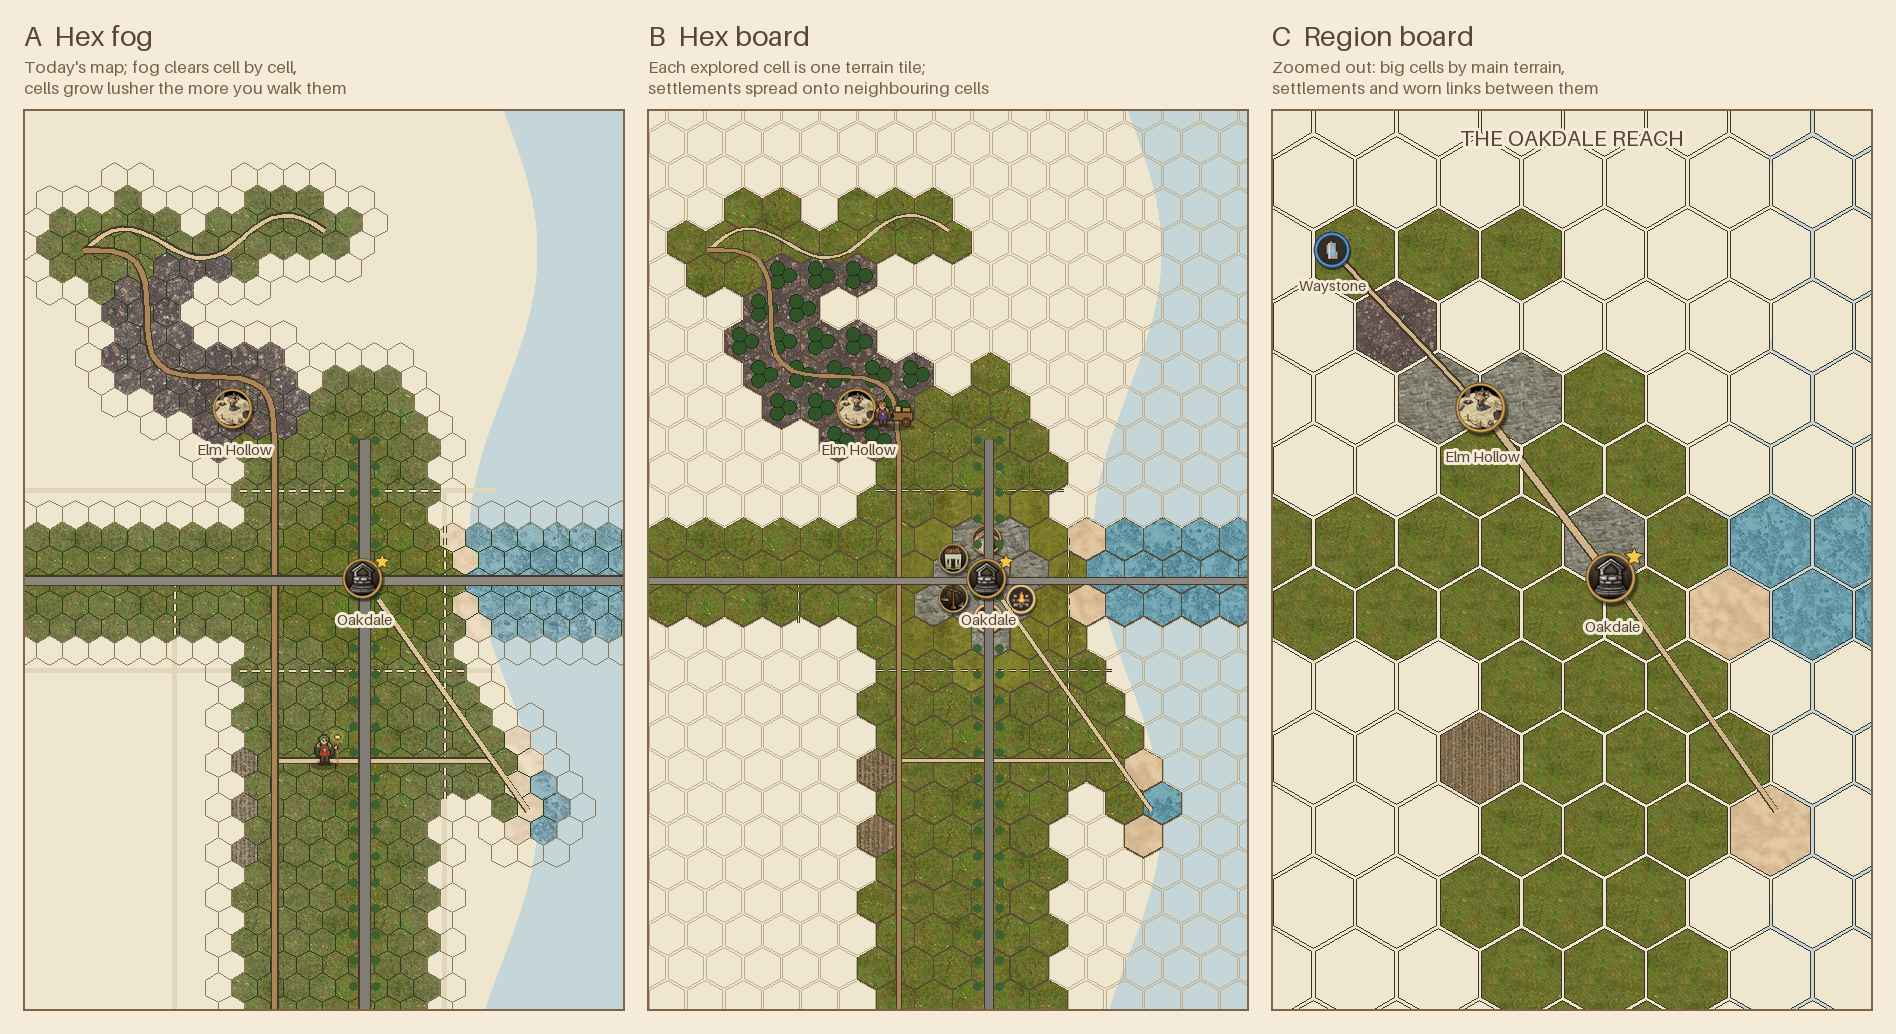 A Hex fog
Today's map; fog clears cell by cell,
cells grow lusher the more you walk them
Elm Hollow
Oakdale
B Hex board
Each explored cell is one terrain tile;
settlements spread onto neighbouring cells
Elm Hollow
Oakdale
C Region board
Zoomed out: big cells by main terrain,
settlements and worn links between them
THE OAKDALE REACH
Waystone
Elm Hollow
Oakdale